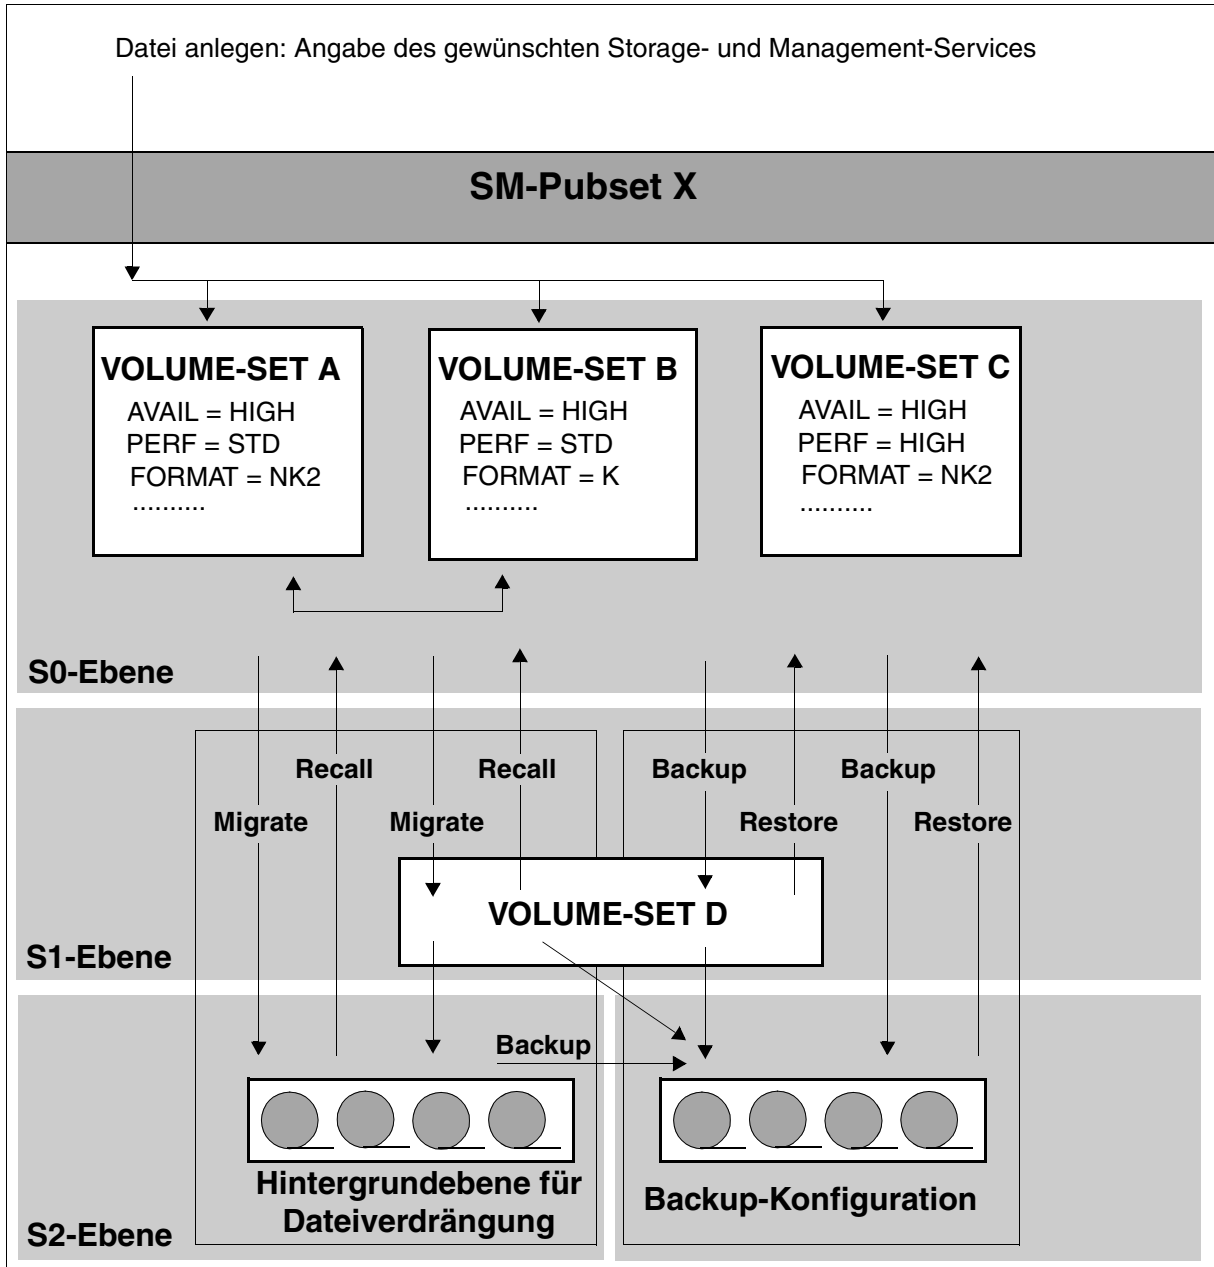 Datei anlegen: Angabe des gewünschten Storage- und Management-Services
SM-Pubset X
VOLUME-SET A
AVAIL = HIGH
PERF = STD
FORMAT = NK2
..........
VOLUME-SET B
AVAIL = HIGH
PERF = STD
FORMAT = K
..........
VOLUME-SET C
AVAIL = HIGH
PERF = HIGH
FORMAT = NK2
..........
S0-Ebene
Recall
Recall
Backup
Backup
Migrate
Migrate
Restore
Restore
VOLUME-SET D
S1-Ebene
Backup
Hintergrundebene für
Dateiverdrängung
Backup-Konfiguration
S2-Ebene